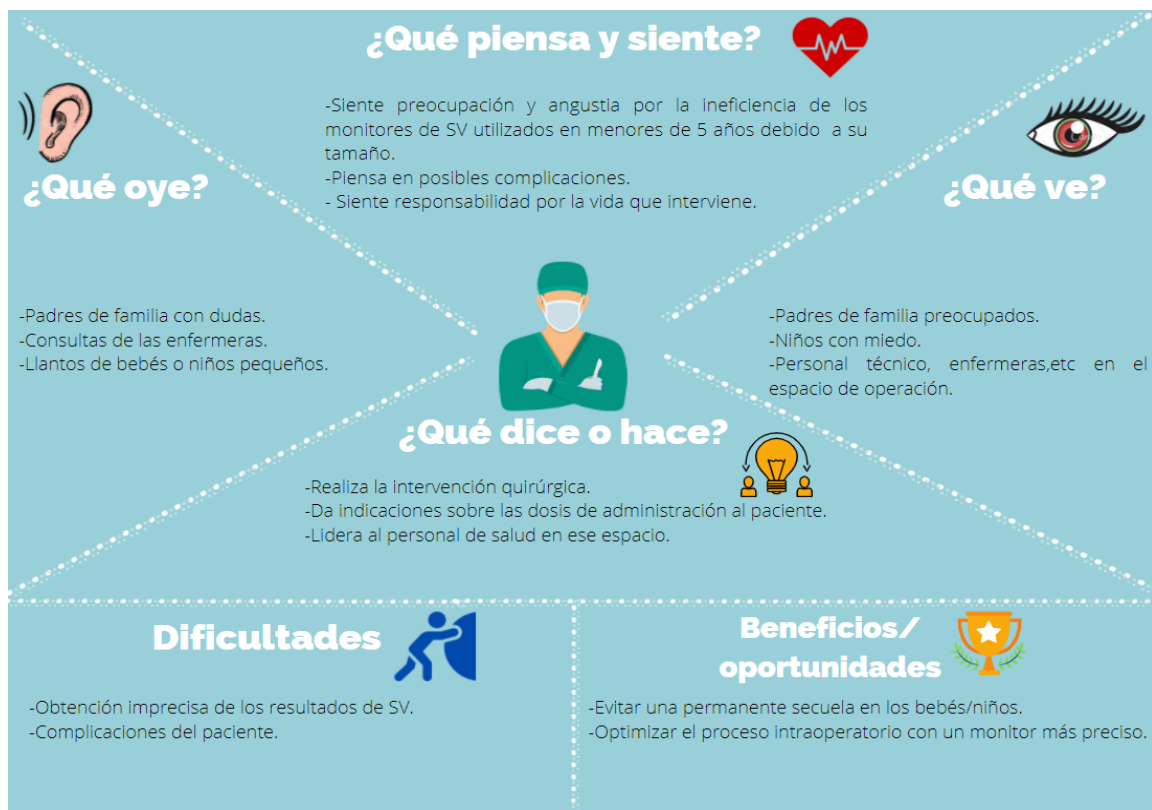 ¿Qué piensa y siente?
-Siente preocupación y angustia por la ineficiencia de los
monitores de SV utilizados en menores de 5 años debido a su
tamaño.
-Piensa en posibles complicaciones.
- Siente responsabilidad por la vida que interviene.
¿Qué oye?
-Padres de familia con dudas.
-Consultas de las enfermeras.
-Llantos de bebés o niños pequeños.
¿Qué ve?
-Padres de familia preocupados.
-Niños con miedo.
-Personal técnico, enfermeras,etc en el
espacio de operación.
¿Qué dice o hace?
-Realiza la intervención quirúrgica.
-Da indicaciones sobre las dosis de administración al paciente.
-Lidera al personal de salud en ese espacio.
Dificultades
-Obtención imprecisa de los resultados de SV.
-Complicaciones del paciente.
Beneficios/
oportunidades
-Evitar una permanente secuela en los bebés/niños.
-Optimizar el proceso intraoperatorio con un monitor más preciso.